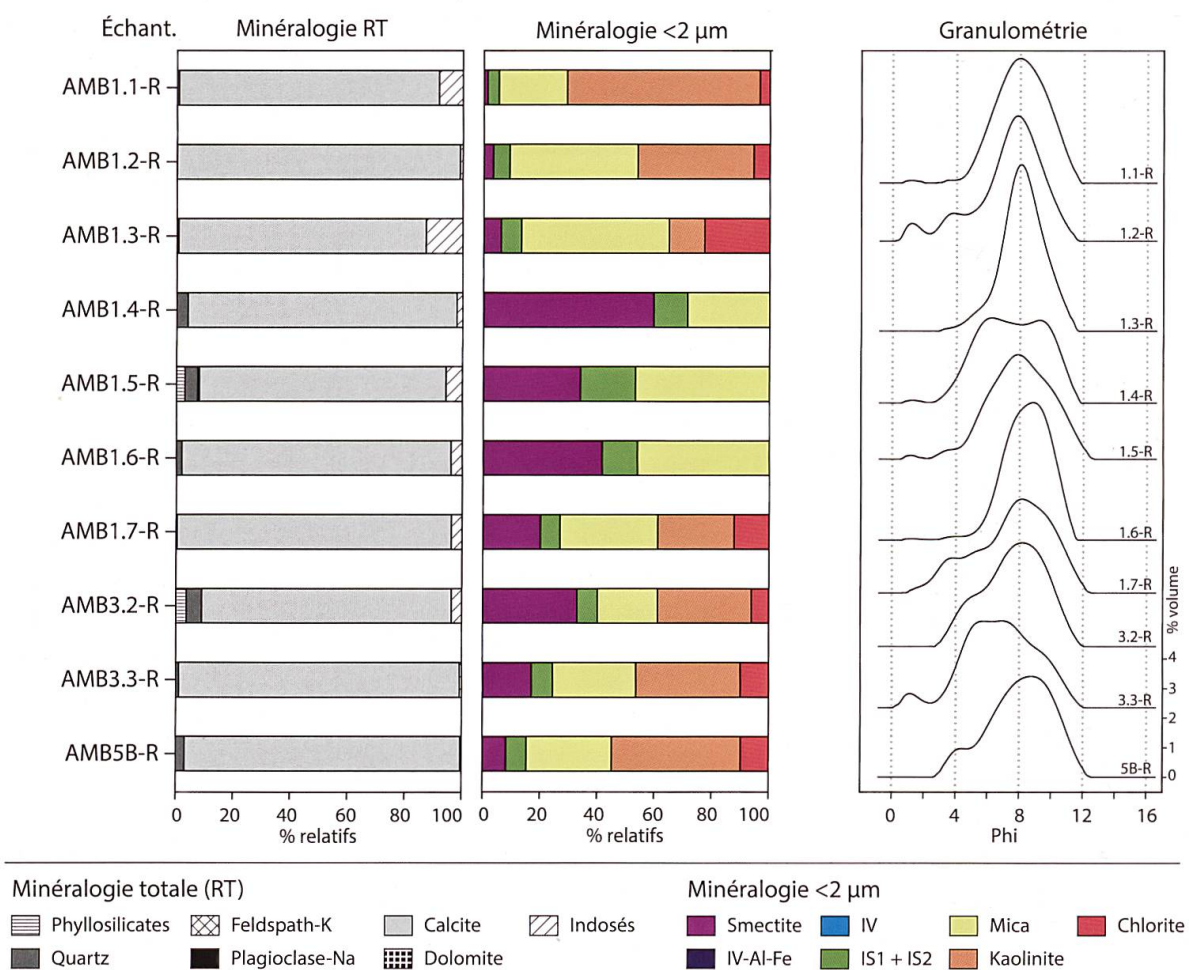 Échant. Minéralogie RT Minéralogie <2 µm Granulométrie
AMB1.1-R
AMB1.2-R
AMB1.3-R
AMB1.4-R
AMB1.5-R
AMB1.6-R
AMB1.7-R
AMB3.2-R
AMB3.3-R
AMB5B-R
0 20 40 60 80 100
% relatifs
0 20 40 60 80 100
% relatifs
1.1-R
1.2-R
1.3-R
1.4-R
1.5-R
1.6-R
1.7-R
3.2-R
3.3-R
5B-R
% volume
4
3
2
1
0
0 4 8 12 16
Phi
Minéralogie totale (RT)
Phyllosilicates Feldspath-K Calcite Indosés
Quartz Plagioclase-Na Dolomite
Minéralogie <2 µm
Smectite IV Mica Chlorite
IV-Al-Fe IS1 + IS2 Kaolinite